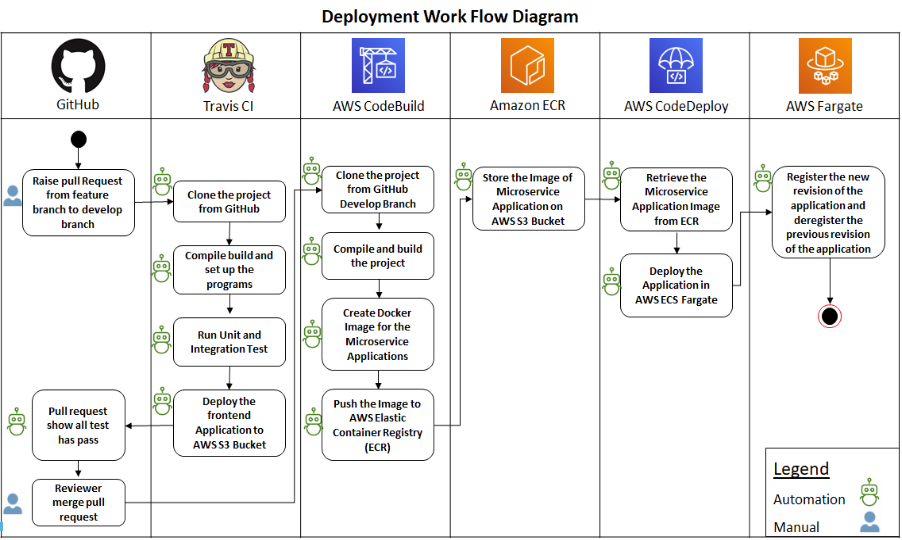 Deployment Work Flow Diagram
GitHub
Travis CI
AWS CodeBuild
Amazon ECR
AWS CodeDeploy
AWS Fargate
Raise pull Request
from feature
branch to develop
branch
Pull request
show all test
has pass
Reviewer
merge pull
request
T
Clone the project
from GitHub
Compile build and
set up the
programs
Run Unit and
Integration Test
Deploy the
frontend
Application to
AWS S3 Bucket
Clone the project
from GitHub
Develop Branch
Compile and build
the project
Create Docker
Image for the
Microservice
Applications
Push the Image to
AWS Elastic
Container Registry
(ECR)
Store the Image of
Microservice
Application on
AWS S3 Bucket
Retrieve the
Microservice
Application Image
from ECR
Deploy the
Application in
AWS ECS Fargate
Register the new
revision of the
application and
deregister the
previous revision
of the application
Legend
Automation
Manual